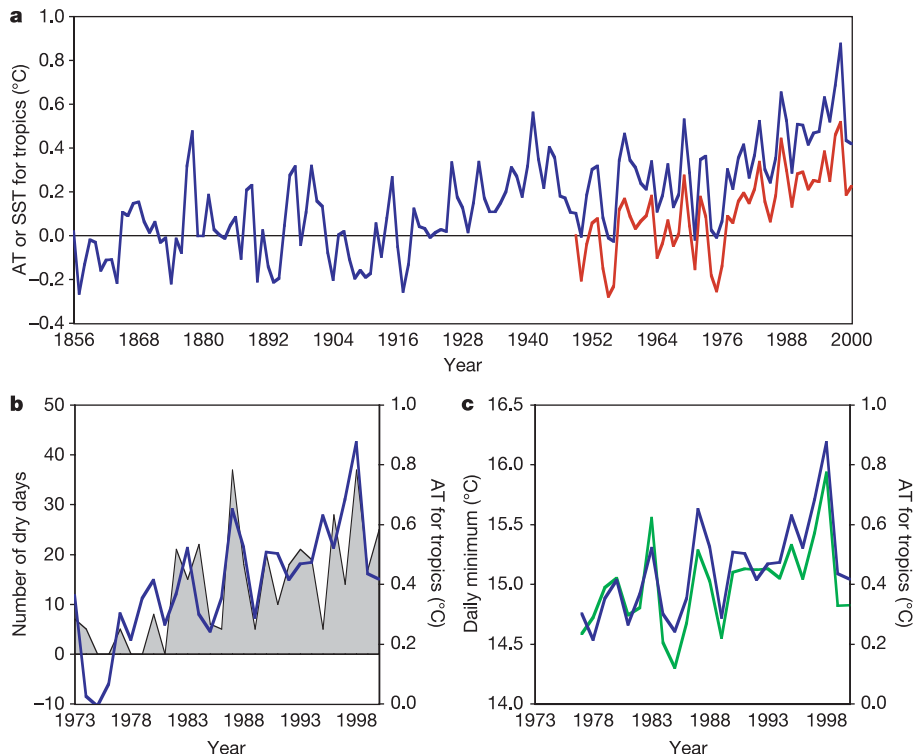 a
AT or SST for tropics (°C)
1.0
0.8
0.6
0.4
0.2
0.0
−0.2
−0.4
1856 1868 1880 1892 1904 1916 1928 1940 1952 1964 1976 1988 2000
Year
b
Number of dry days
50
40
30
20
10
0
−10
1.0
0.8
0.6
0.4
0.2
0.0
AT for tropics (°C)
1973 1978 1983 1988 1993 1998
Year
c
Daily minimum (°C)
16.5
16.0
15.5
15.0
14.5
14.0
1.0
0.8
0.6
0.4
0.2
0.0
AT for tropics (°C)
1973 1978 1983 1988 1993 1998
Year